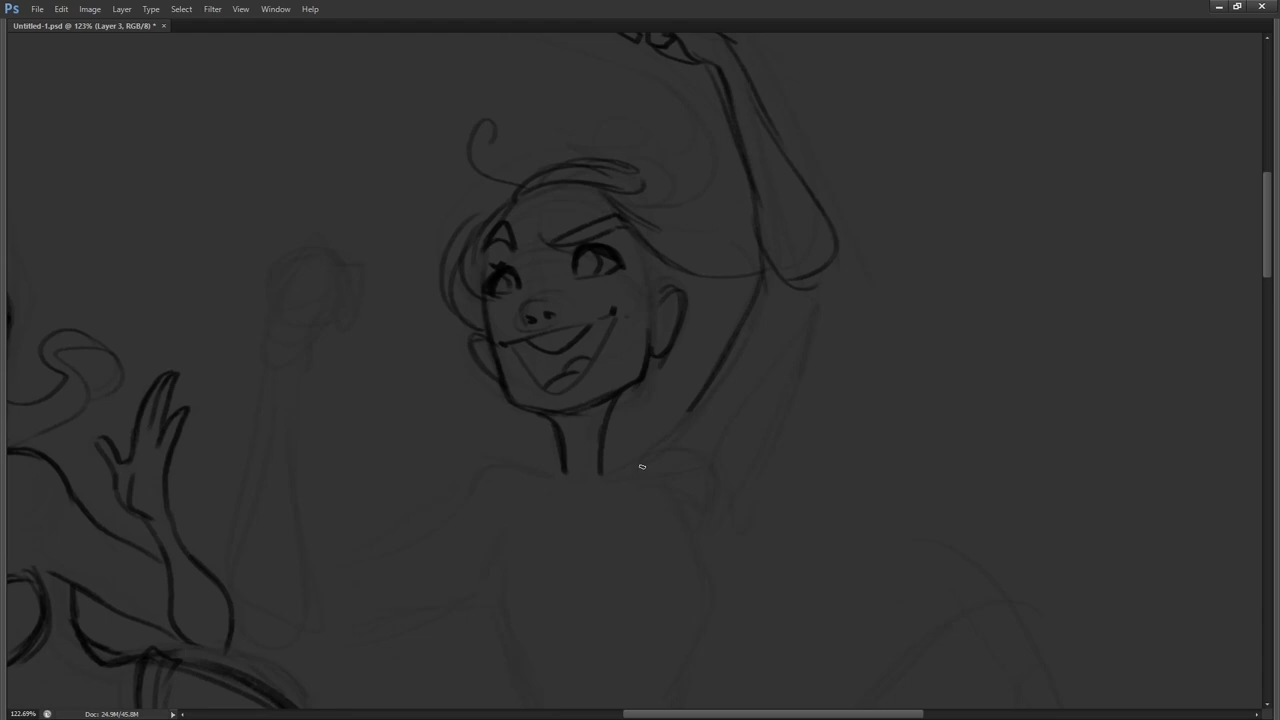 Ps File Edit Image Layer Type Select Filter View Window Help
Untitled-1.psd @ 123% (Layer 3, RGB/8) * ×
122.69% Doc: 24.9M/45.8M